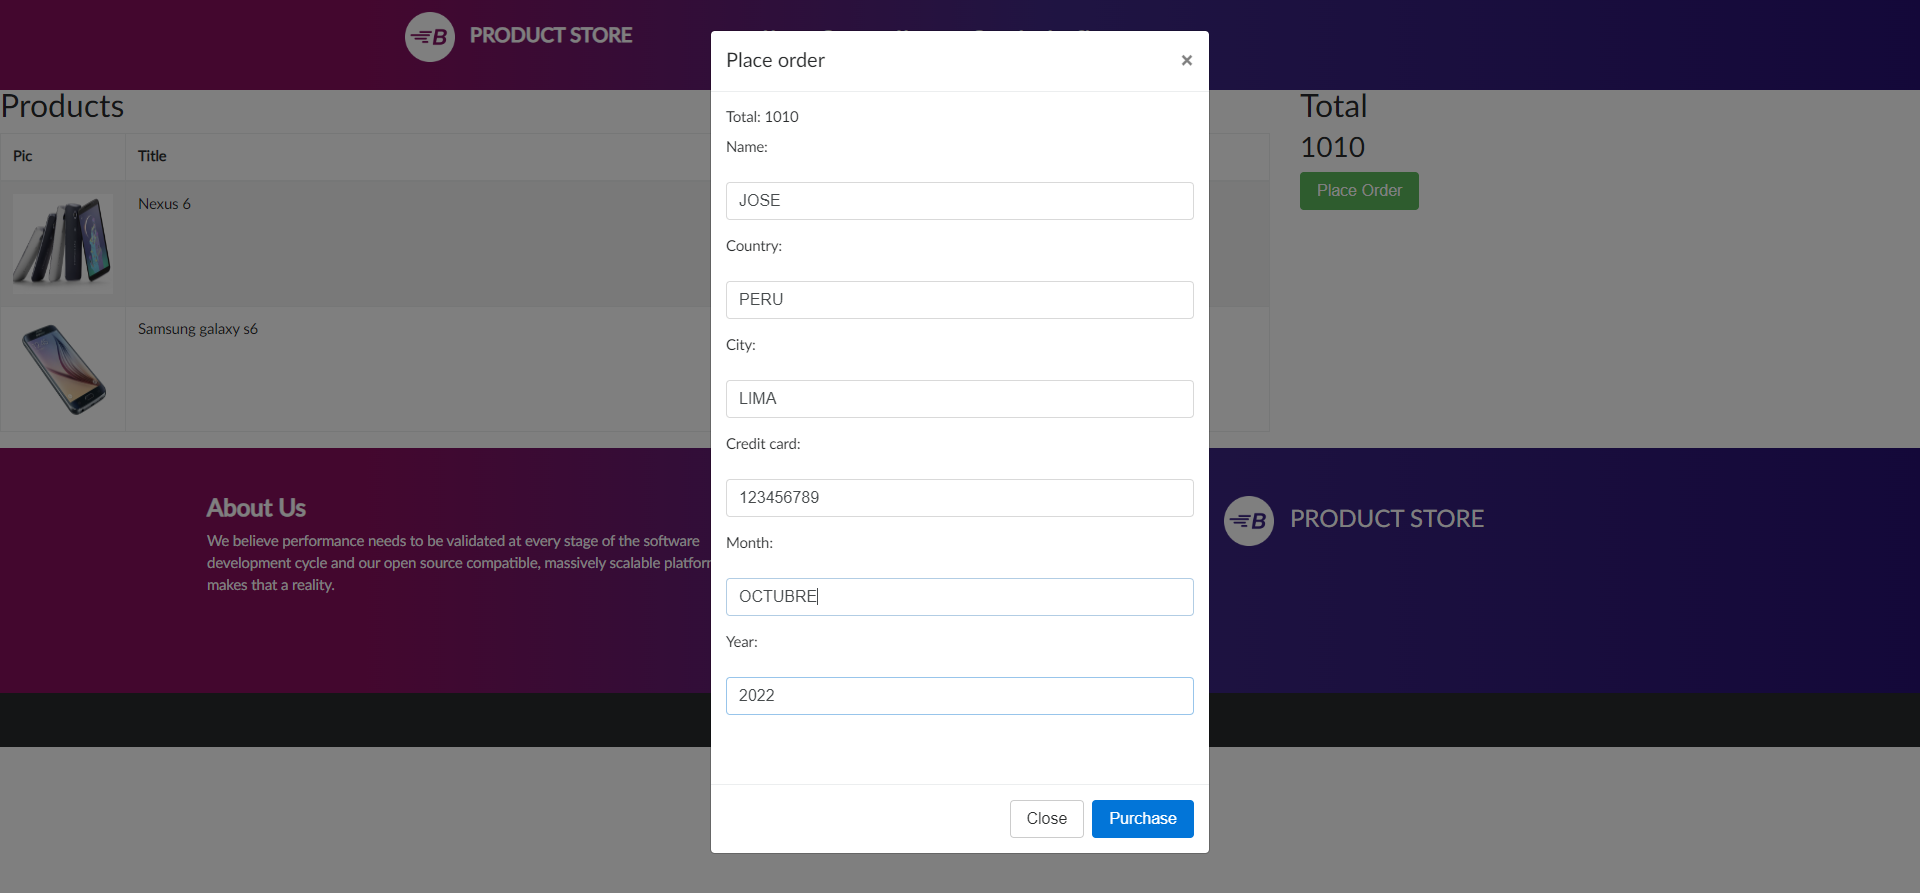 B PRODUCT STORE
Place order ×
Products
Total
1010
Pic Title
Place Order
Nexus 6
Samsung galaxy s6
Total: 1010
Name:
JOSE
Country:
PERU
City:
LIMA
Credit card:
123456789
Month:
OCTUBRE
Year:
2022
Close Purchase
About Us
We believe performance needs to be validated at every stage of the software
development cycle and our open source compatible, massively scalable platfor
makes that a reality.
B PRODUCT STORE